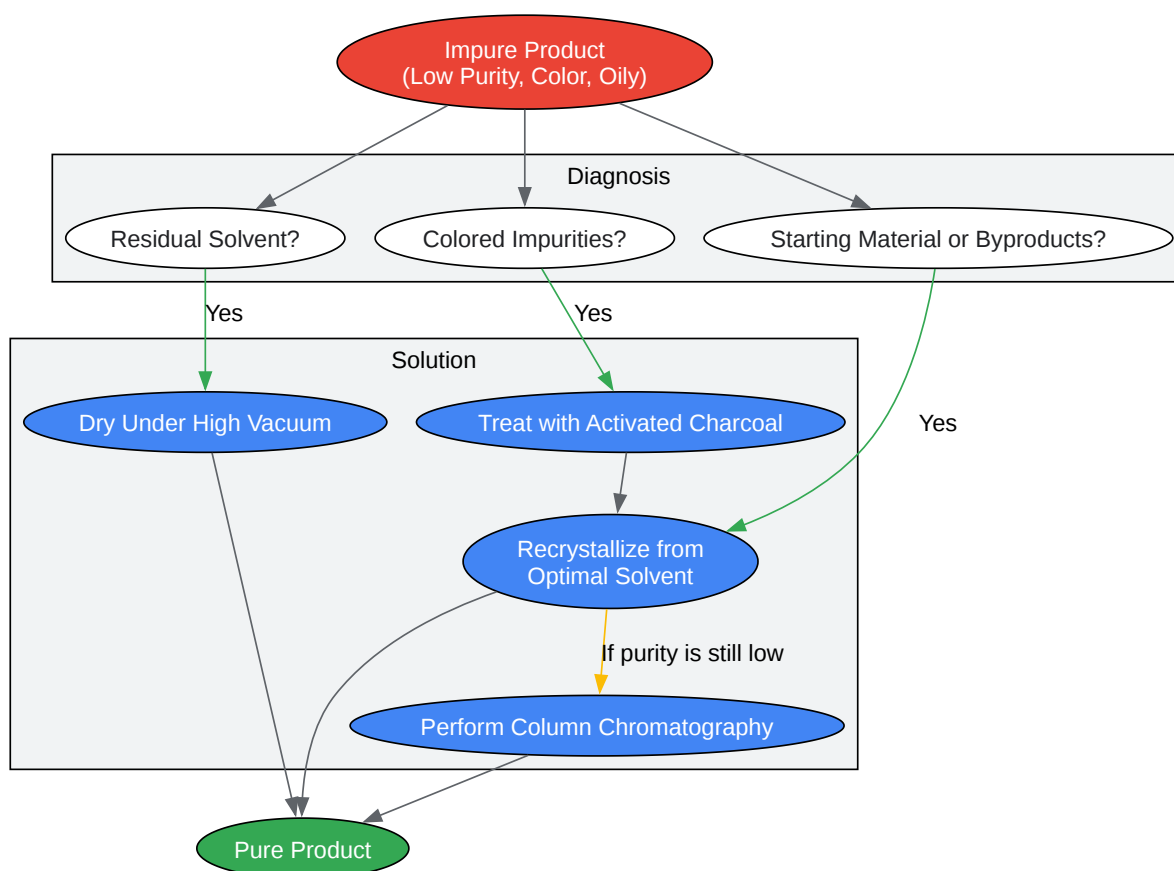 Impure Product
(Low Purity, Color, Oily)
Diagnosis
Residual Solvent?
Colored Impurities?
Starting Material or Byproducts?
Yes
Yes
Solution
Dry Under High Vacuum
Treat with Activated Charcoal
Yes
Recrystallize from
Optimal Solvent
If purity is still low
Perform Column Chromatography
Pure Product